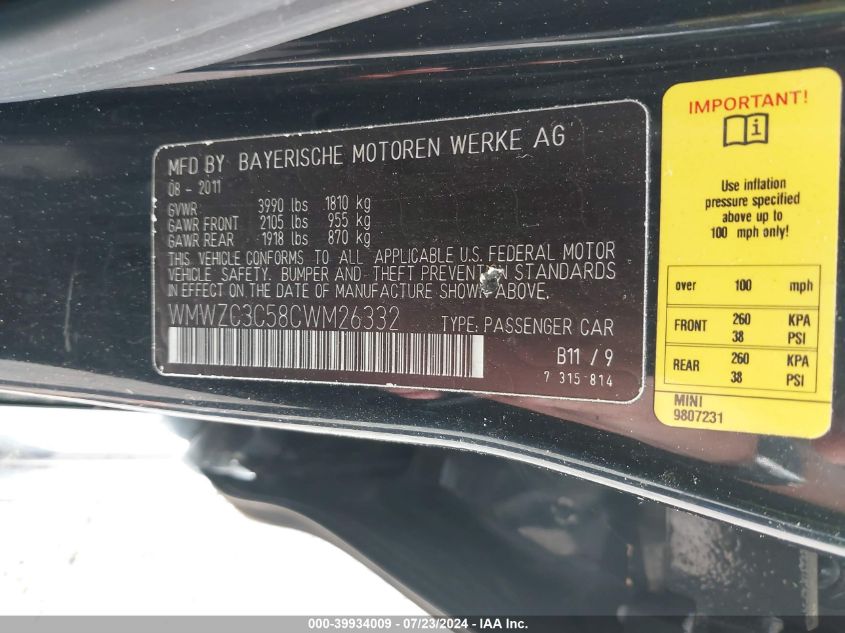 MFD BY BAYERISCHE MOTOREN WERKE AG
08 - 2011
GVWR 3990 lbs 1810 kg
GAWR FRONT 2105 lbs 955 kg
GAWR REAR 1918 lbs 870 kg
THIS VEHICLE CONFORMS TO ALL APPLICABLE U.S. FEDERAL MOTOR
VEHICLE SAFETY, BUMPER AND THEFT PREVENTION STANDARDS
IN EFFECT ON THE DATE OF MANUFACTURE SHOWN ABOVE.
WMWZC3C58CWM26332 TYPE: PASSENGER CAR
B11 / 9
7 315 814
IMPORTANT!
i
Use inflation
pressure specified
above up to
100 mph only!
over 100 mph
FRONT 260 KPA
38 PSI
REAR 260 KPA
38 PSI
MINI
9807231
000-39934009 | 07/23/2024 | IAA Inc.